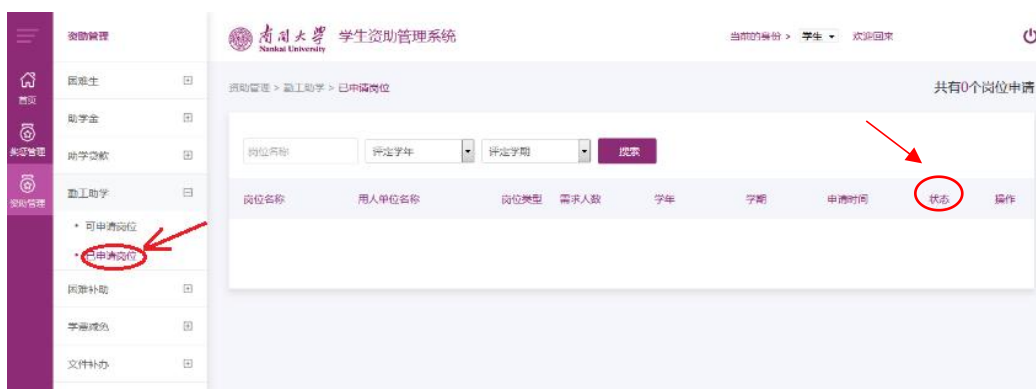 资助管理
南开大学 学生资助管理系统
Nankai University
当前的身份 > 学生 欢迎回来
首页
奖惩管理
资助管理
困难生
助学金
助学贷款
勤工助学
• 可申请岗位
• 已申请岗位
困难补助
学费减免
文件补办
资助管理 > 勤工助学 > 已申请岗位
共有0个岗位申请
岗位名称 评定学年 评定学期 搜索
岗位名称 用人单位名称 岗位类型 需求人数 学年 学期 申请时间 状态 操作